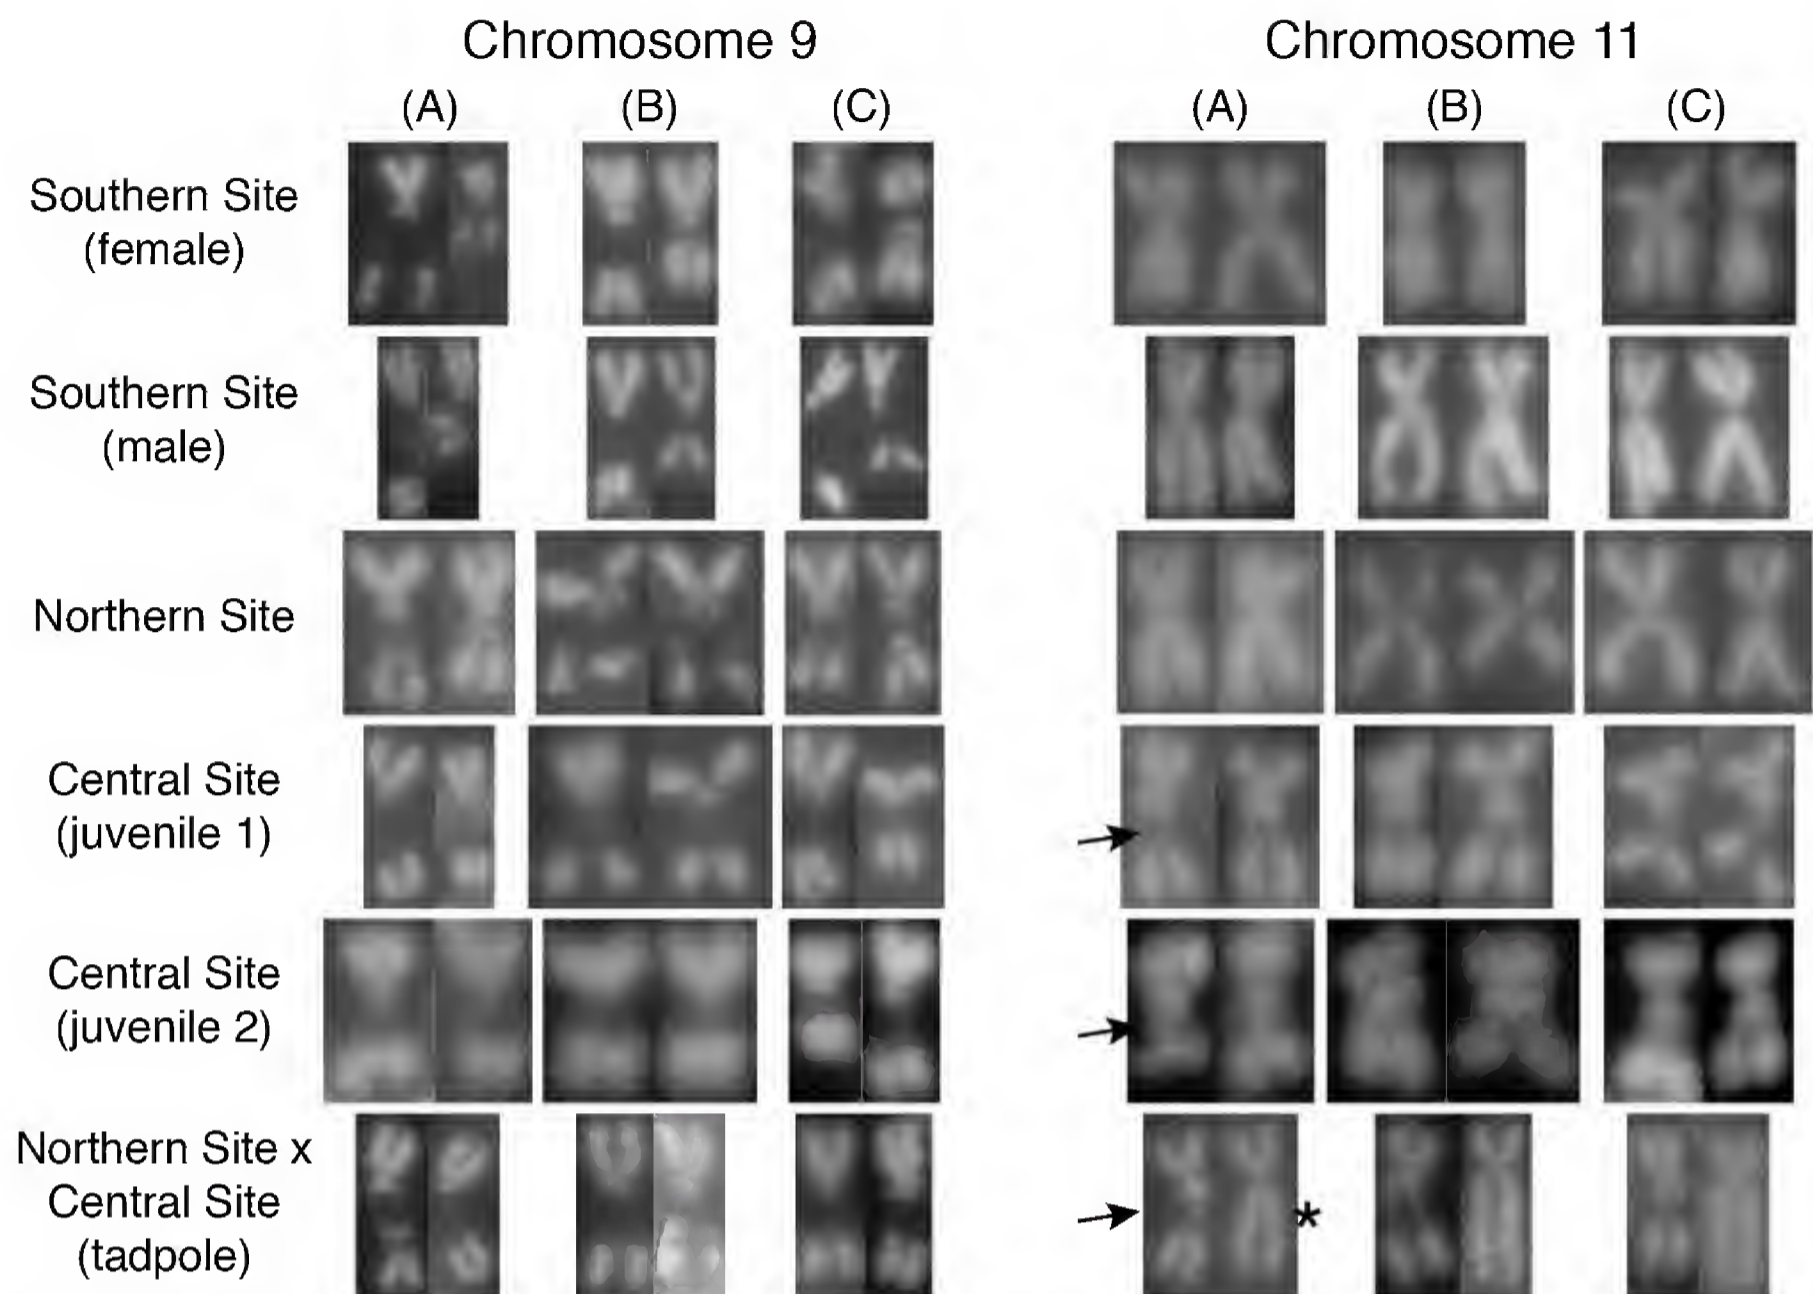 Chromosome 9
Chromosome 11
(A) (B) (C) (A) (B) (C)
Southern Site
(female)
Southern Site
(male)
Northern Site
Central Site
(juvenile 1)
Central Site
(juvenile 2)
Northern Site x
Central Site
(tadpole)
*